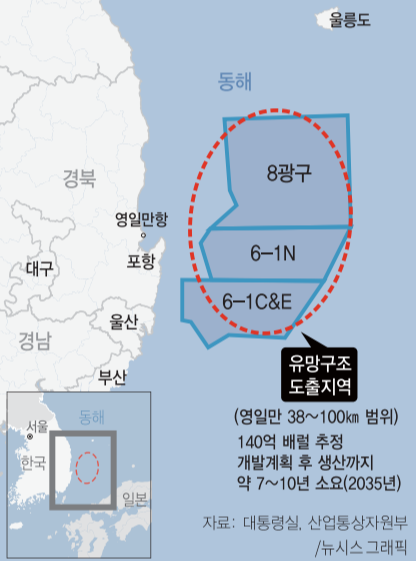 울릉도
동해
8광구
경북
영일만항
6-1N
포항
대구
6-1C&E
울산
경남
유망구조
도출지역
부산
(영일만 38~100㎞ 범위)
140억 배럴 추정
개발계획 후 생산까지
약 7~10년 소요(2035년)
동해
서울
한국
일본
자료: 대통령실, 산업통상자원부
/뉴시스 그래픽